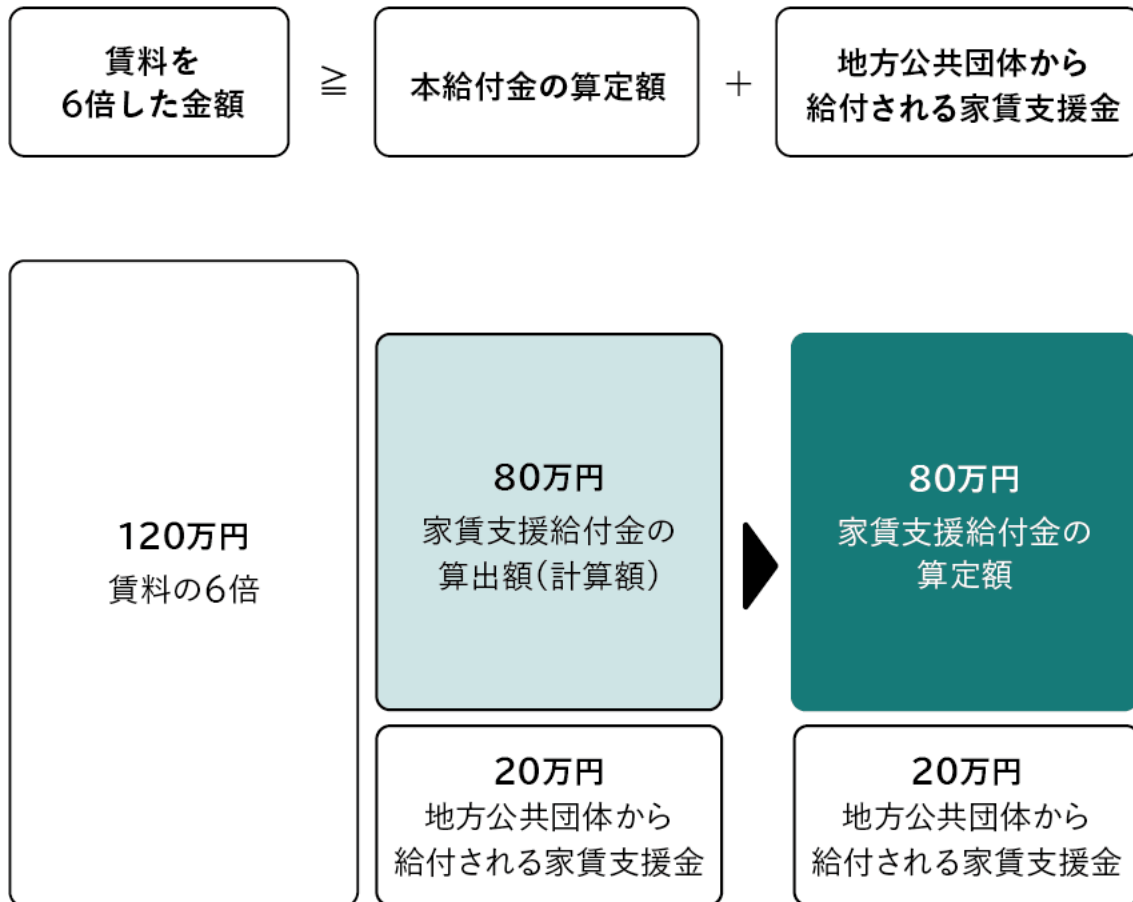 賃料を
6倍した金額
≧
本給付金の算定額
＋
地方公共団体から
給付される家賃支援金
120万円
賃料の6倍
80万円
家賃支援給付金の
算出額(計算額)
20万円
地方公共団体から
給付される家賃支援金
80万円
家賃支援給付金の
算定額
20万円
地方公共団体から
給付される家賃支援金